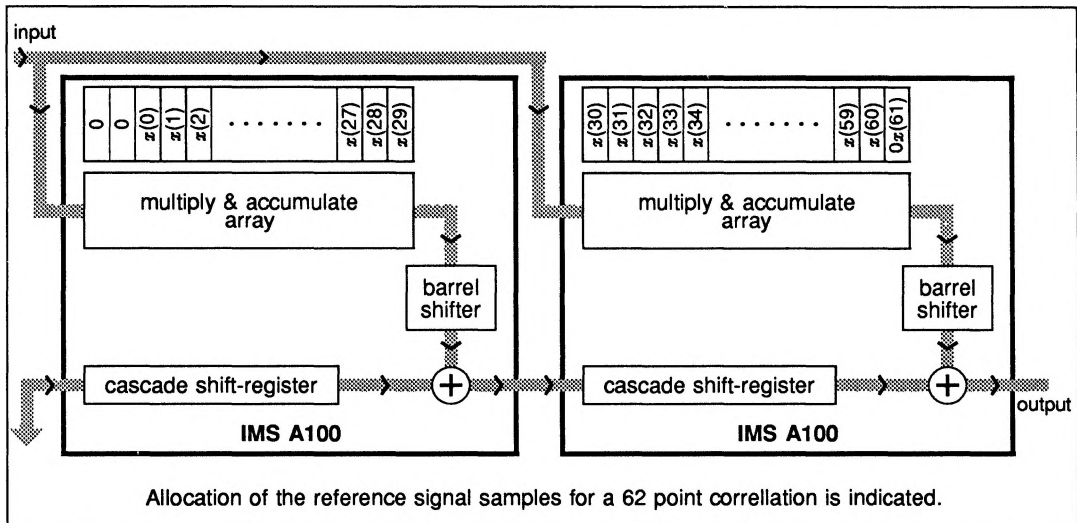 input
0 0 x(0) x(1) x(2) . . . . . . . . x(27) x(28) x(29)
x(30) x(31) x(32) x(33) x(34) . . . . . . . x(59) x(60) 0x(61)
multiply & accumulate
array
multiply & accumulate
array
barrel
shifter
barrel
shifter
cascade shift-register
+
cascade shift-register
+
output
IMS A100
IMS A100
Allocation of the reference signal samples for a 62 point correllation is indicated.